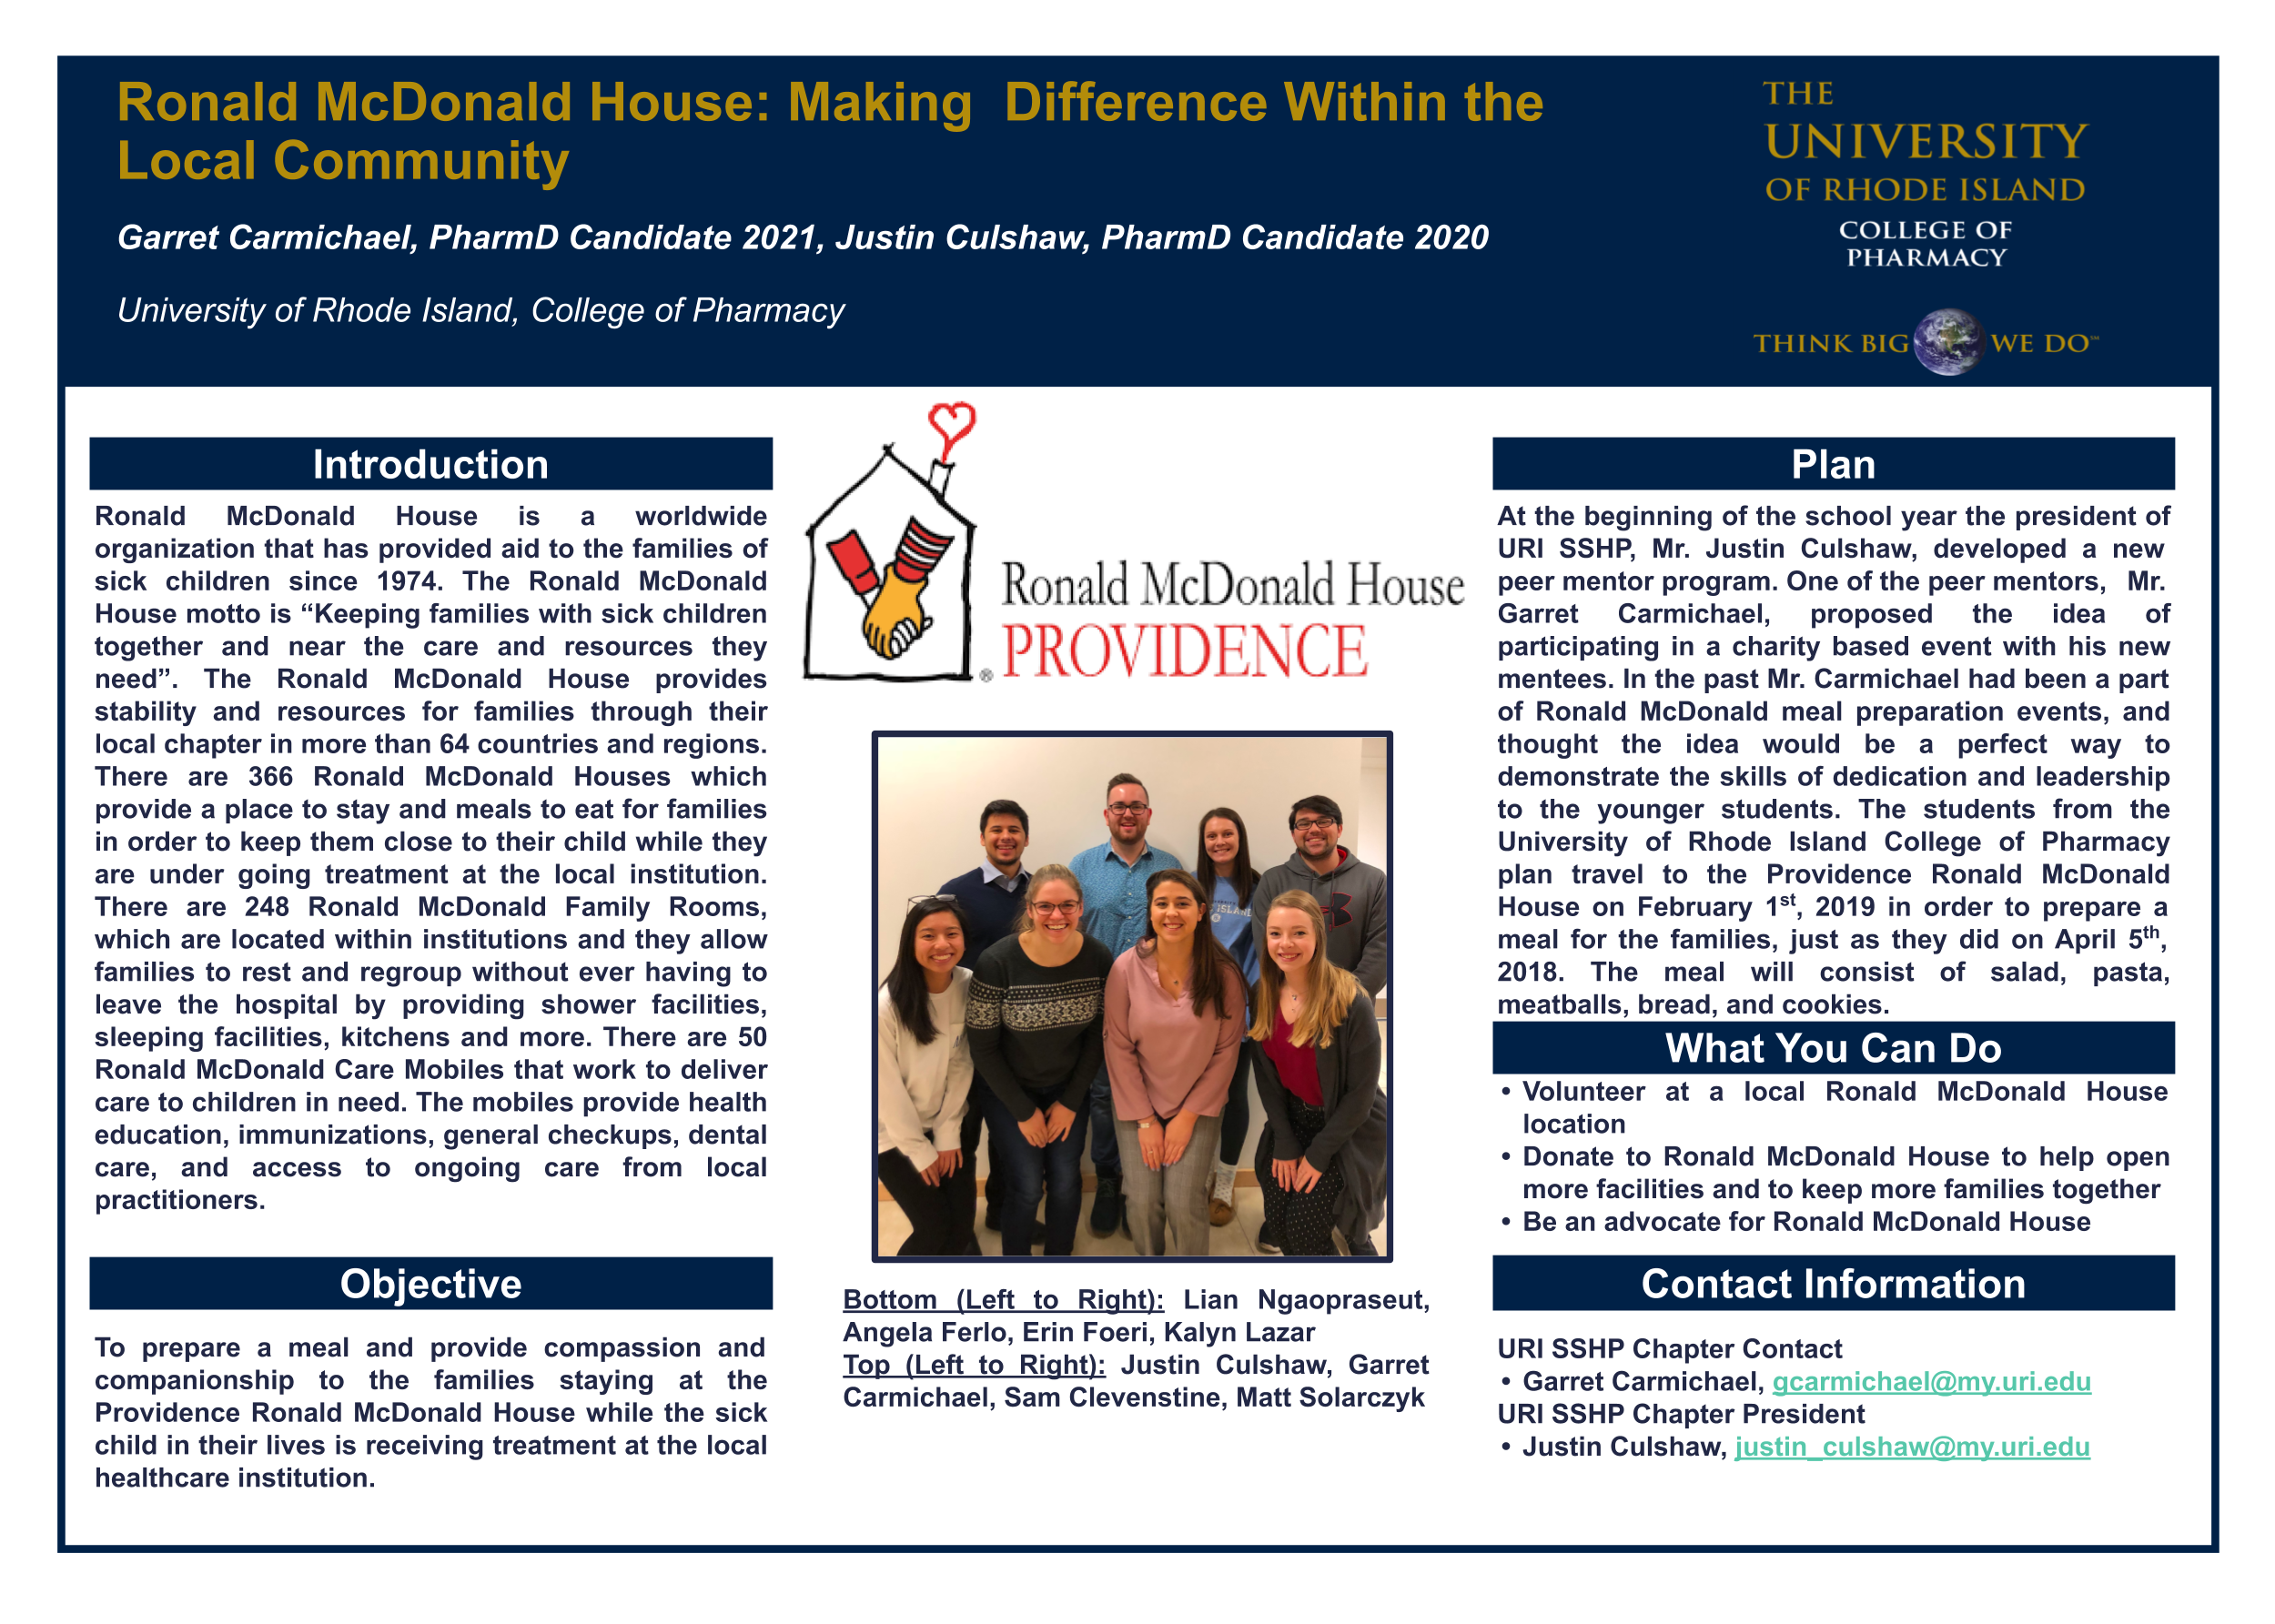 Ronald McDonald House: Making  Difference Within the
Local Community
Garret Carmichael, PharmD Candidate 2021, Justin Culshaw, PharmD Candidate 2020
University of Rhode Island, College of Pharmacy
THE
UNIVERSITY
OF RHODE ISLAND
COLLEGE OF
PHARMACY
THINK BIG WE DO™
Introduction
Ronald McDonald House is a worldwide
organization that has provided aid to the families of
sick children since 1974. The Ronald McDonald
House motto is “Keeping families with sick children
together and near the care and resources they
need”. The Ronald McDonald House provides
stability and resources for families through their
local chapter in more than 64 countries and regions.
There are 366 Ronald McDonald Houses which
provide a place to stay and meals to eat for families
in order to keep them close to their child while they
are under going treatment at the local institution.
There are 248 Ronald McDonald Family Rooms,
which are located within institutions and they allow
families to rest and regroup without ever having to
leave the hospital by providing shower facilities,
sleeping facilities, kitchens and more. There are 50
Ronald McDonald Care Mobiles that work to deliver
care to children in need. The mobiles provide health
education, immunizations, general checkups, dental
care, and access to ongoing care from local
practitioners.
Objective
To prepare a meal and provide compassion and
companionship to the families staying at the
Providence Ronald McDonald House while the sick
child in their lives is receiving treatment at the local
healthcare institution.
Ronald McDonald House
® PROVIDENCE
ISLAND
Bottom (Left to Right): Lian Ngaopraseut,
Angela Ferlo, Erin Foeri, Kalyn Lazar
Top (Left to Right): Justin Culshaw, Garret
Carmichael, Sam Clevenstine, Matt Solarczyk
Plan
At the beginning of the school year the president of
URI SSHP, Mr. Justin Culshaw, developed a new
peer mentor program. One of the peer mentors, Mr.
Garret Carmichael, proposed the idea of
participating in a charity based event with his new
mentees. In the past Mr. Carmichael had been a part
of Ronald McDonald meal preparation events, and
thought the idea would be a perfect way to
demonstrate the skills of dedication and leadership
to the younger students. The students from the
University of Rhode Island College of Pharmacy
plan travel to the Providence Ronald McDonald
House on February 1st, 2019 in order to prepare a
meal for the families, just as they did on April 5th,
2018. The meal will consist of salad, pasta,
meatballs, bread, and cookies.
What You Can Do
• Volunteer at a local Ronald McDonald House
location
• Donate to Ronald McDonald House to help open
more facilities and to keep more families together
• Be an advocate for Ronald McDonald House
Contact Information
URI SSHP Chapter Contact
• Garret Carmichael, gcarmichael@my.uri.edu
URI SSHP Chapter President
• Justin Culshaw, justin_culshaw@my.uri.edu